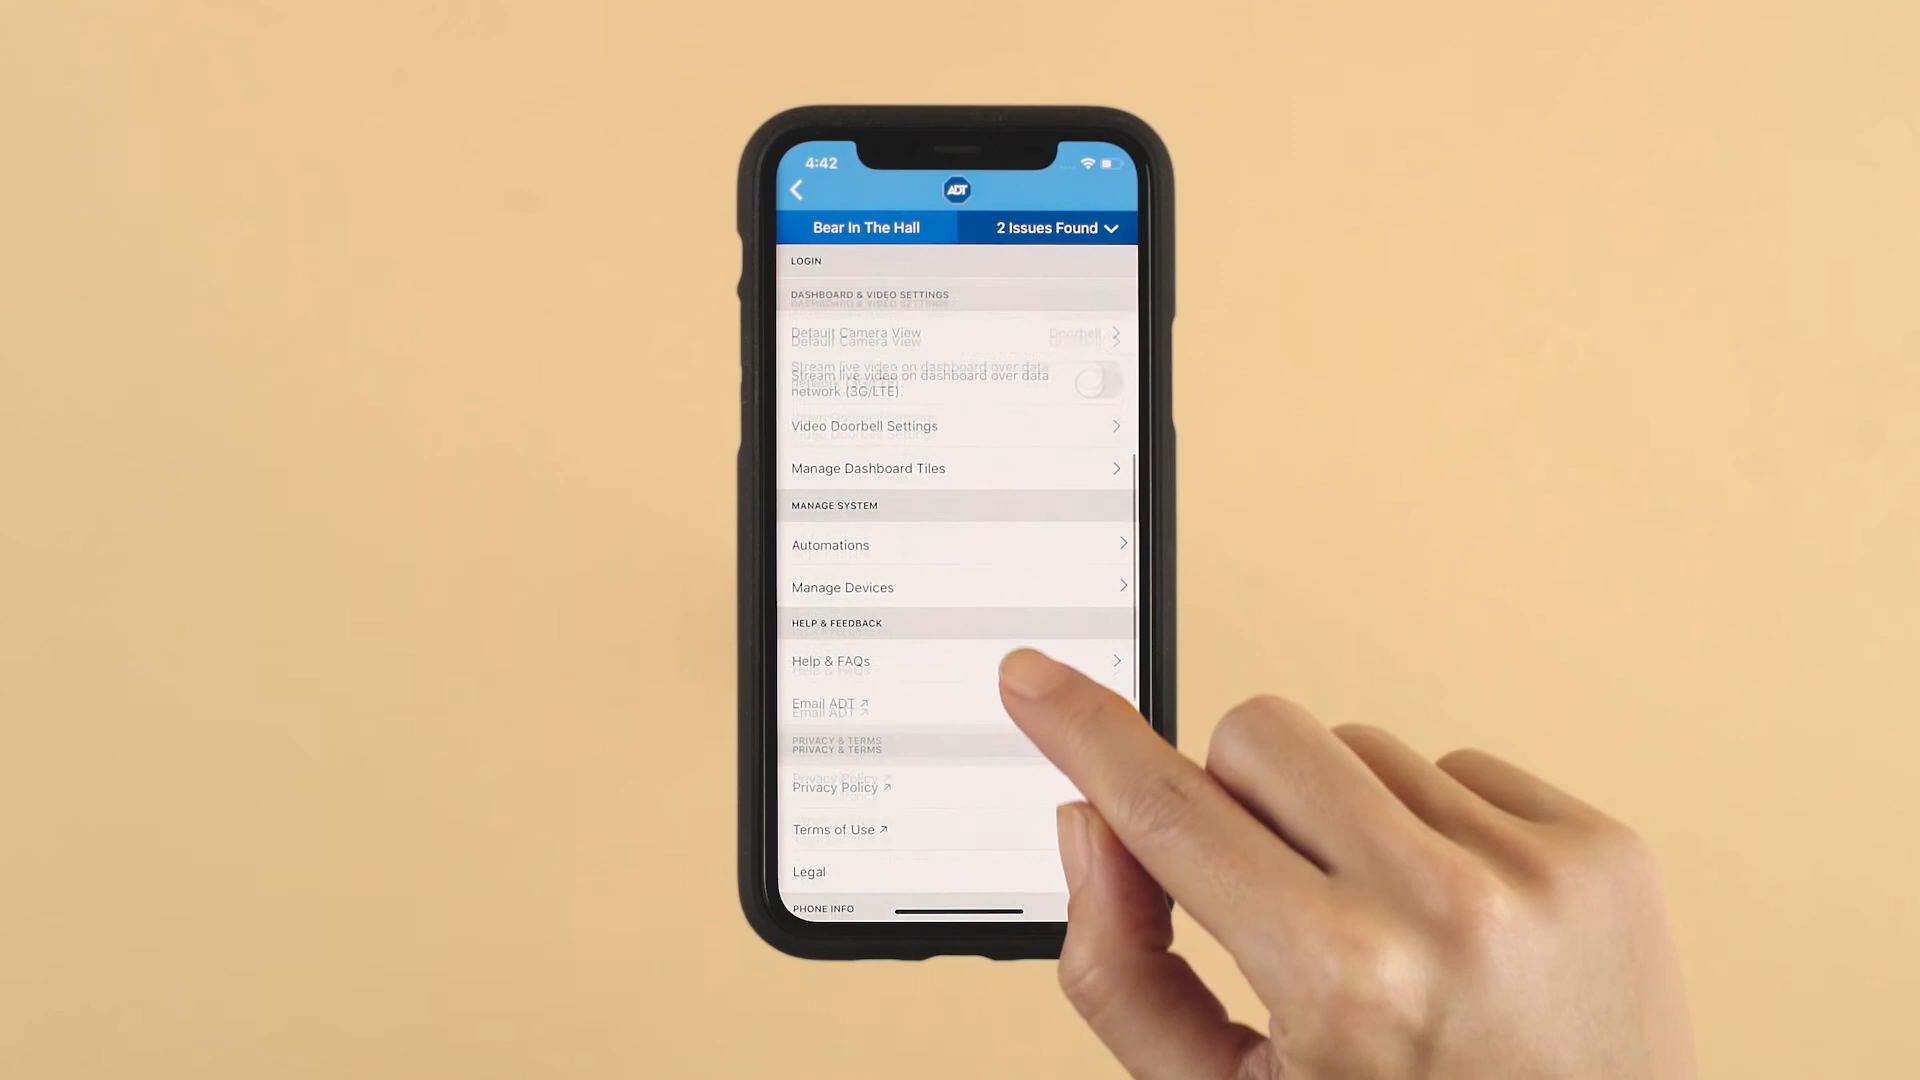 4:42
ADT
Bear In The Hall
2 Issues Found
LOGIN
DASHBOARD & VIDEO SETTINGS
Default Camera View
Doorbell
Stream live video on dashboard over data
network (3G/LTE).
Video Doorbell Settings
Manage Dashboard Tiles
MANAGE SYSTEM
Automations
Manage Devices
HELP & FEEDBACK
Help & FAQs
Email ADT
PRIVACY & TERMS
Privacy Policy
Terms of Use
Legal
PHONE INFO